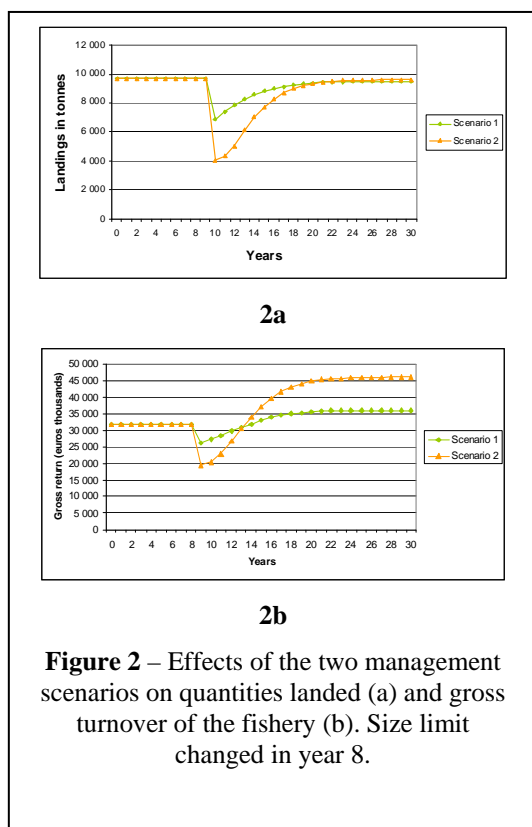 12 000
10 000
8 000
6 000
4 000
2 000
0
Landings in tonnes
0 2 4 6 8 10 12 14 16 18 20 22 24 26 28 30
Years
Scenario 1
Scenario 2
2a
50 000
45 000
40 000
35 000
30 000
25 000
20 000
15 000
10 000
5 000
0
Gross return (euros thousands)
0 2 4 6 8 10 12 14 16 18 20 22 24 26 28 30
Years
Scenario 1
Scenario 2
2b
Figure 2 – Effects of the two management
scenarios on quantities landed (a) and gross
turnover of the fishery (b). Size limit
changed in year 8.